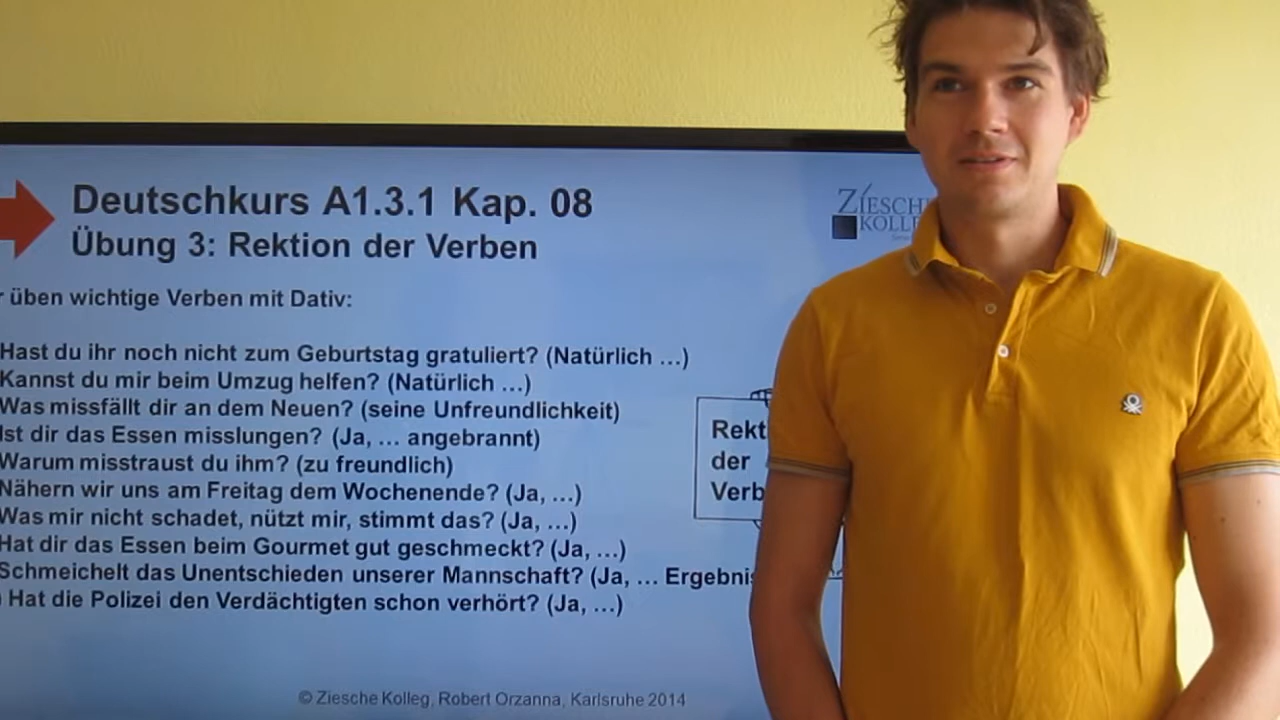 Deutschkurs A1.3.1 Kap. 08
Übung 3: Rektion der Verben
ZIESCHE
KOLLE
r üben wichtige Verben mit Dativ:
Hast du ihr noch nicht zum Geburtstag gratuliert? (Natürlich ...)
Kannst du mir beim Umzug helfen? (Natürlich ...)
Was missfällt dir an dem Neuen? (seine Unfreundlichkeit)
Ist dir das Essen misslungen? (Ja, ... angebrannt)
Warum misstraust du ihm? (zu freundlich)
Nähern wir uns am Freitag dem Wochenende? (Ja, ...)
Was mir nicht schadet, nützt mir, stimmt das? (Ja, ...)
Hat dir das Essen beim Gourmet gut geschmeckt? (Ja, ...)
Schmeichelt das Unentschieden unserer Mannschaft? (Ja, ... Ergebnis
) Hat die Polizei den Verdächtigten schon verhört? (Ja, ...)
Rekt
der
Verb
© Ziesche Kolleg, Robert Orzanna, Karlsruhe 2014